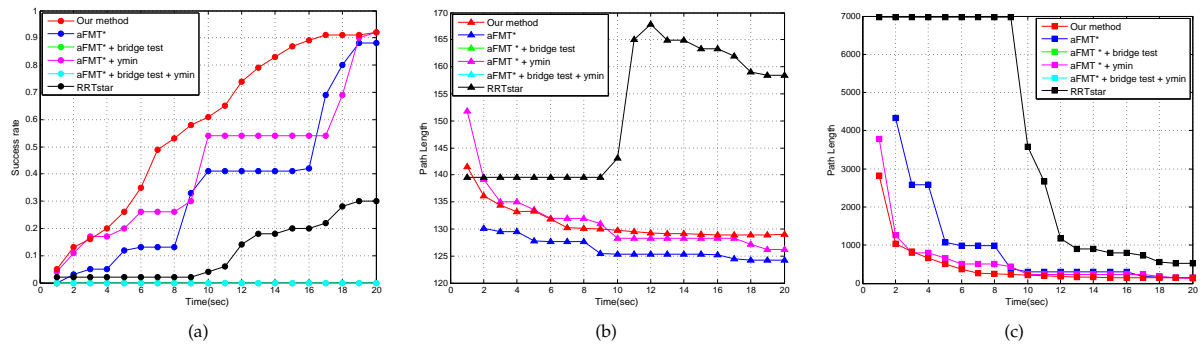 Our method
aFMT*
aFMT* + bridge test
aFMT* + ymin
aFMT* + bridge test + ymin
RRTstar
1
0.9
0.8
0.7
0.6
0.5
0.4
0.3
0.2
0.1
0
Success rate
0 2 4 6 8 10 12 14 16 18 20
Time(sec)
(a)
Our method
aFMT*
aFMT * + bridge test
aFMT * + ymin
aFMT* + bridge test + ymin
RRTstar
170
165
160
155
150
145
140
135
130
125
120
Path Length
0 2 4 6 8 10 12 14 16 18 20
Time(sec)
(b)
Our method
aFMT*
aFMT * + bridge test
aFMT * + ymin
aFMT* + bridge test + ymin
RRTstar
7000
6000
5000
4000
3000
2000
1000
0
Path Length
0 2 4 6 8 10 12 14 16 18 20
Time(sec)
(c)